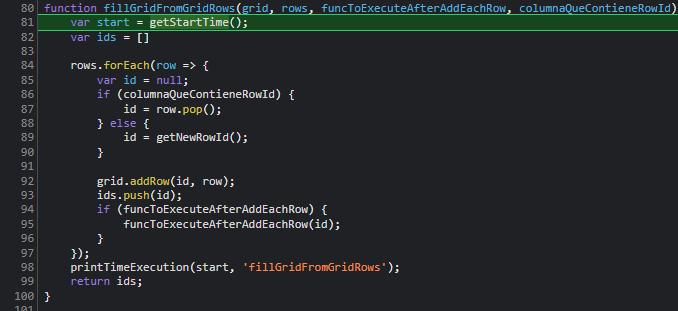 80 function fillGridFromGridRows(grid, rows, funcToExecuteAfterAddEachRow, columnaQueContieneRowId)
81     var start = getStartTime();
82     var ids = []
83
84     rows.forEach(row => {
85         var id = null;
86         if (columnaQueContieneRowId) {
87             id = row.pop();
88         } else {
89             id = getNewRowId();
90         }
91
92         grid.addRow(id, row);
93         ids.push(id);
94         if (funcToExecuteAfterAddEachRow) {
95             funcToExecuteAfterAddEachRow(id);
96         }
97     });
98     printTimeExecution(start, 'fillGridFromGridRows');
99     return ids;
100 }
101